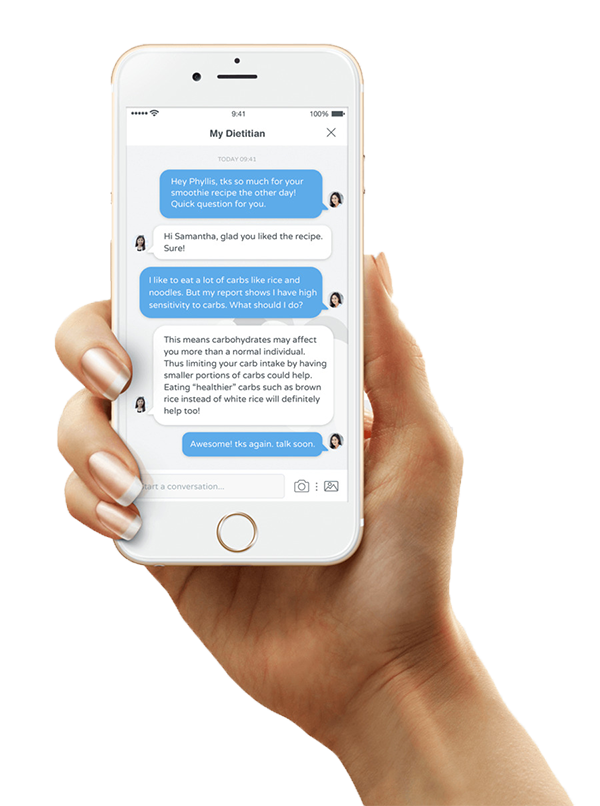 9:41
100%
My Dietitian
TODAY 09:41
Hey Phyllis, tks so much for your
smoothie recipe the other day!
Quick question for you.
Hi Samantha, glad you liked the recipe.
Sure!
I like to eat a lot of carbs like rice and
noodles. But my report shows I have high
sensitivity to carbs. What should I do?
This means carbohydrates may affect
you more than a normal individual.
Thus limiting your carb intake by having
smaller portions of carbs could help.
Eating “healthier” carbs such as brown
rice instead of white rice will definitely
help too!
Awesome! tks again. talk soon.
tart a conversation...